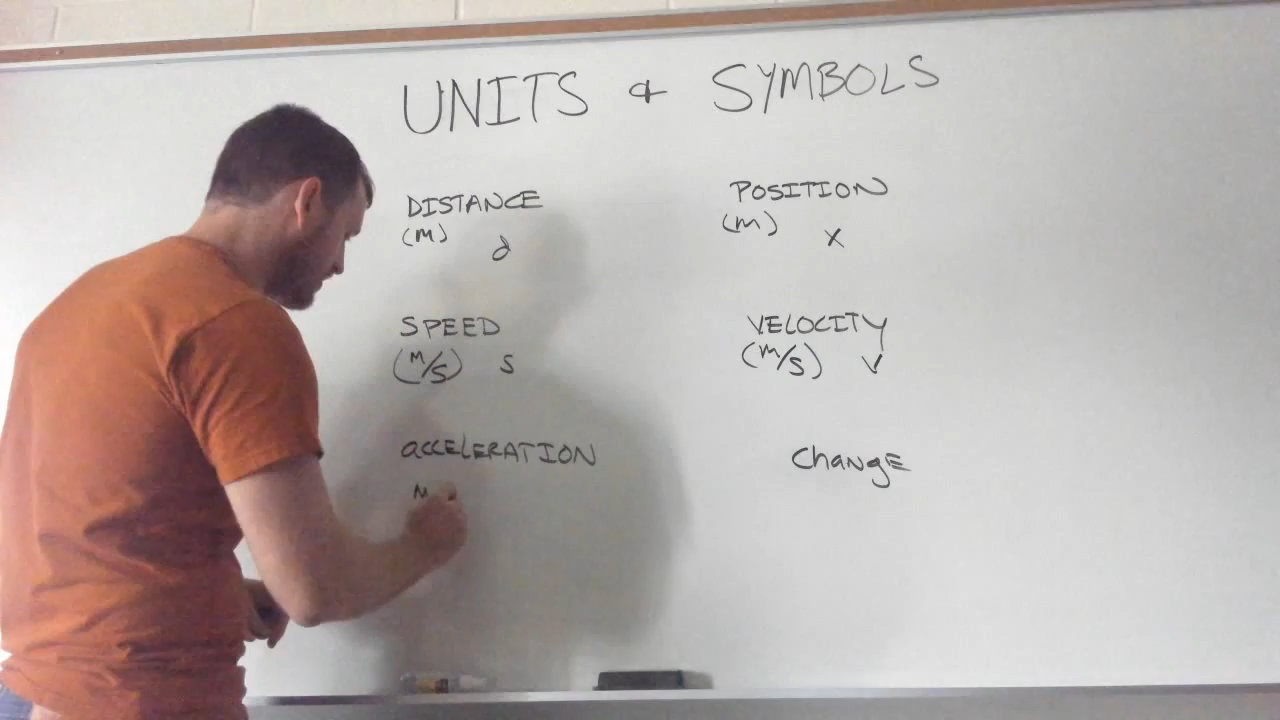 UNITS & SYMBOLS
DISTANCE
(m) d
POSITION
(m) x
SPEED
(m/s) s
VELOCITY
(m/s) v
acceleration
m
change